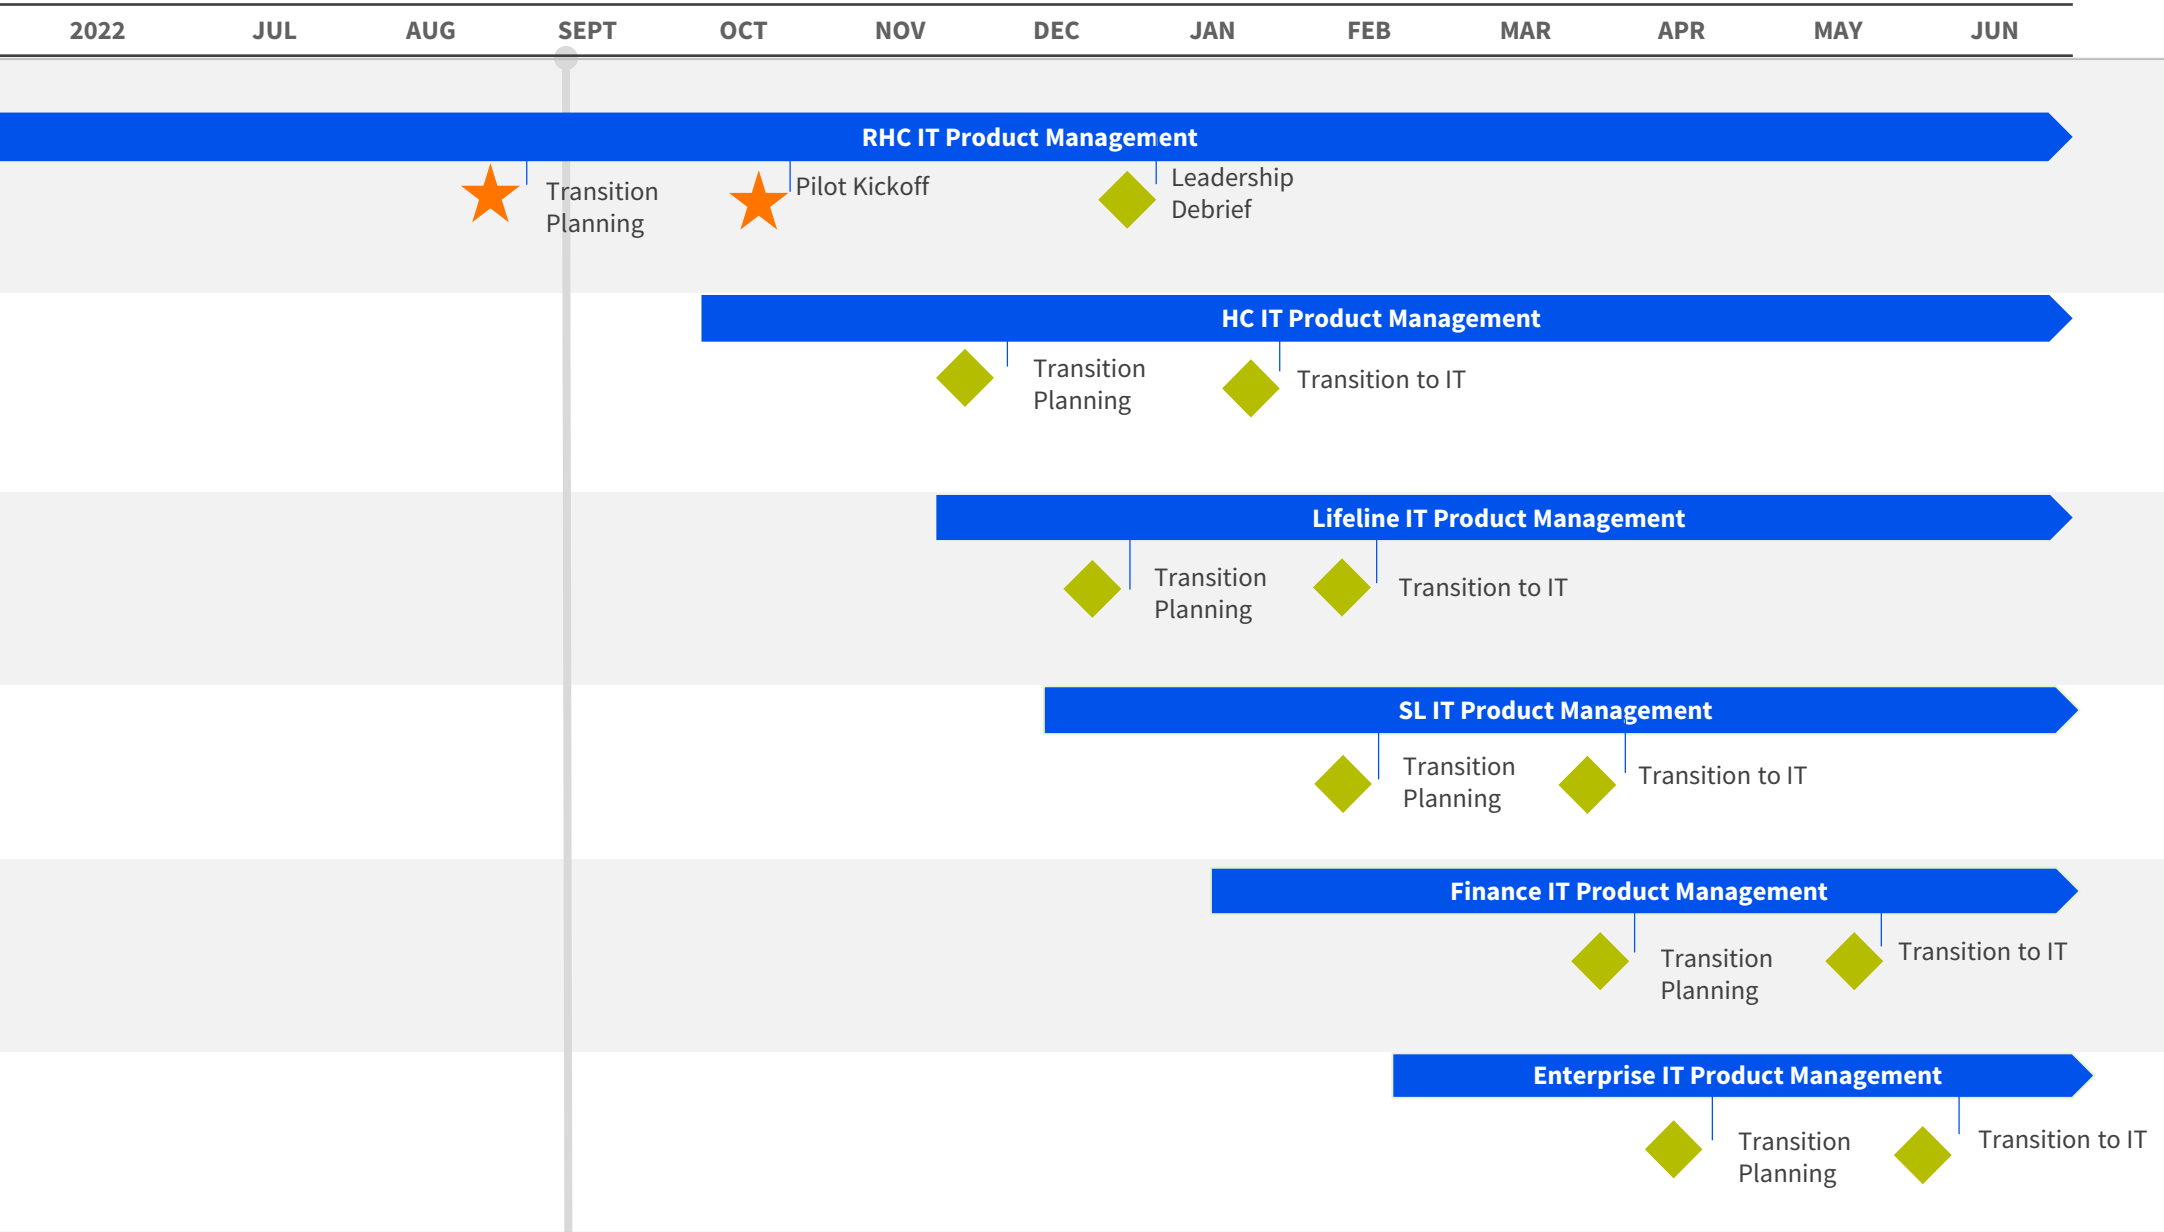 2022 JUL AUG SEPT OCT NOV DEC JAN FEB MAR APR MAY JUN
RHC IT Product Management
Transition
Planning
Pilot Kickoff
Leadership
Debrief
HC IT Product Management
Transition
Planning
Transition to IT
Lifeline IT Product Management
Transition
Planning
Transition to IT
SL IT Product Management
Transition
Planning
Transition to IT
Finance IT Product Management
Transition
Planning
Transition to IT
Enterprise IT Product Management
Transition
Planning
Transition to IT